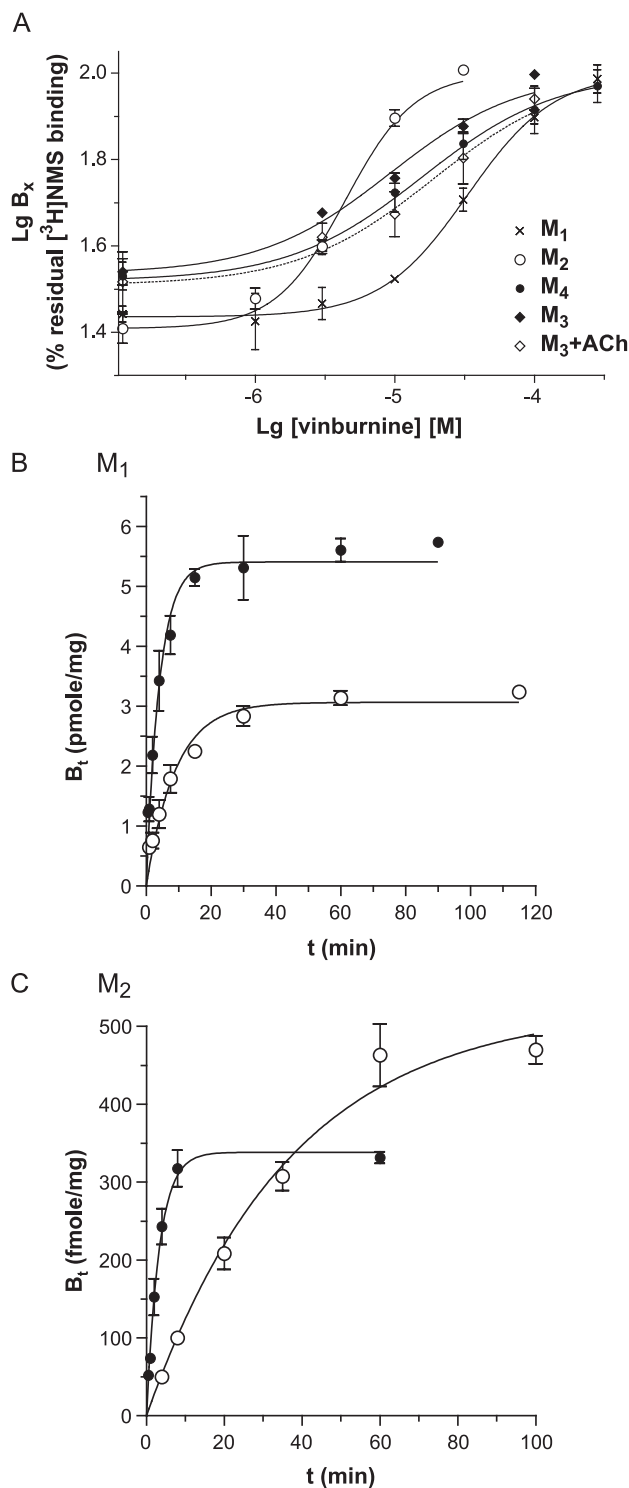 A
Lg Bx
(% residual [3H]NMS binding)
2.0
1.8
1.6
1.4
-6
-5
-4
Lg [vinburnine] [M]
M1
M2
M4
M3
M3+ACh
B
M1
Bt (pmole/mg)
6
5
4
3
2
1
0
0
20
40
60
80
100
120
t (min)
C
M2
Bt (fmole/mg)
500
400
300
200
100
0
0
20
40
60
80
100
t (min)